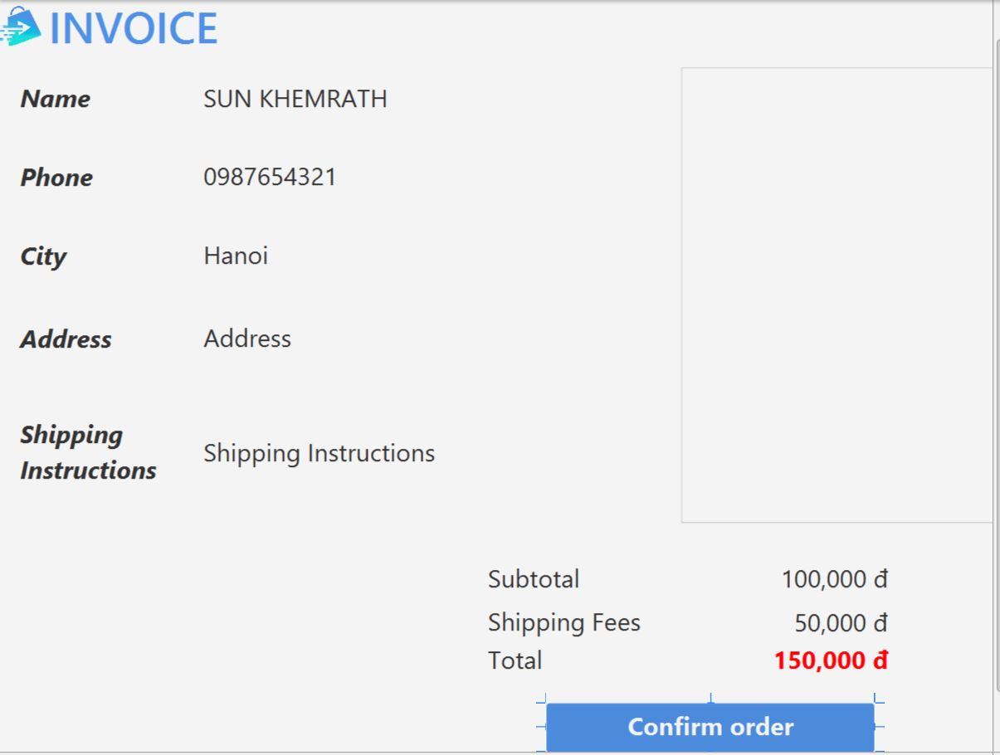 INVOICE
Name SUN KHEMRATH
Phone 0987654321
City Hanoi
Address Address
Shipping
Instructions
Shipping Instructions
Subtotal 100,000 đ
Shipping Fees 50,000 đ
Total 150,000 đ
Confirm order